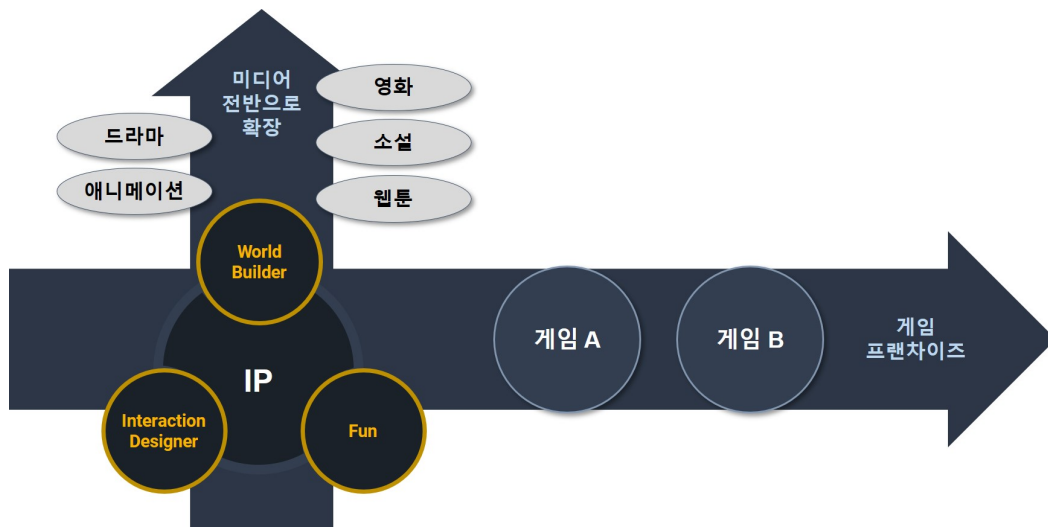 미디어
전반으로
확장
영화
드라마
소설
애니메이션
웹툰
World
Builder
IP
Interaction
Designer
Fun
게임 A
게임 B
게임
프랜차이즈